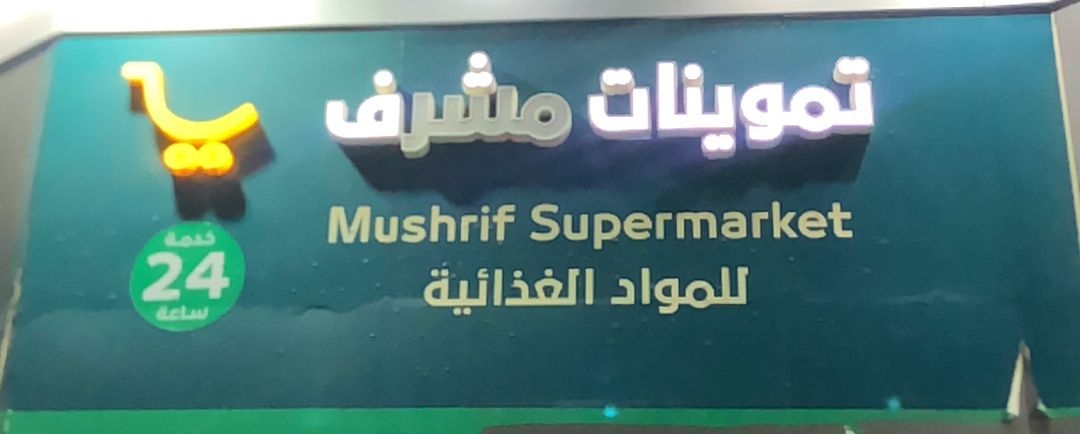 تموينات مشرف
Mushrif Supermarket
للمواد الغذائية
خدمة
24
ساعة